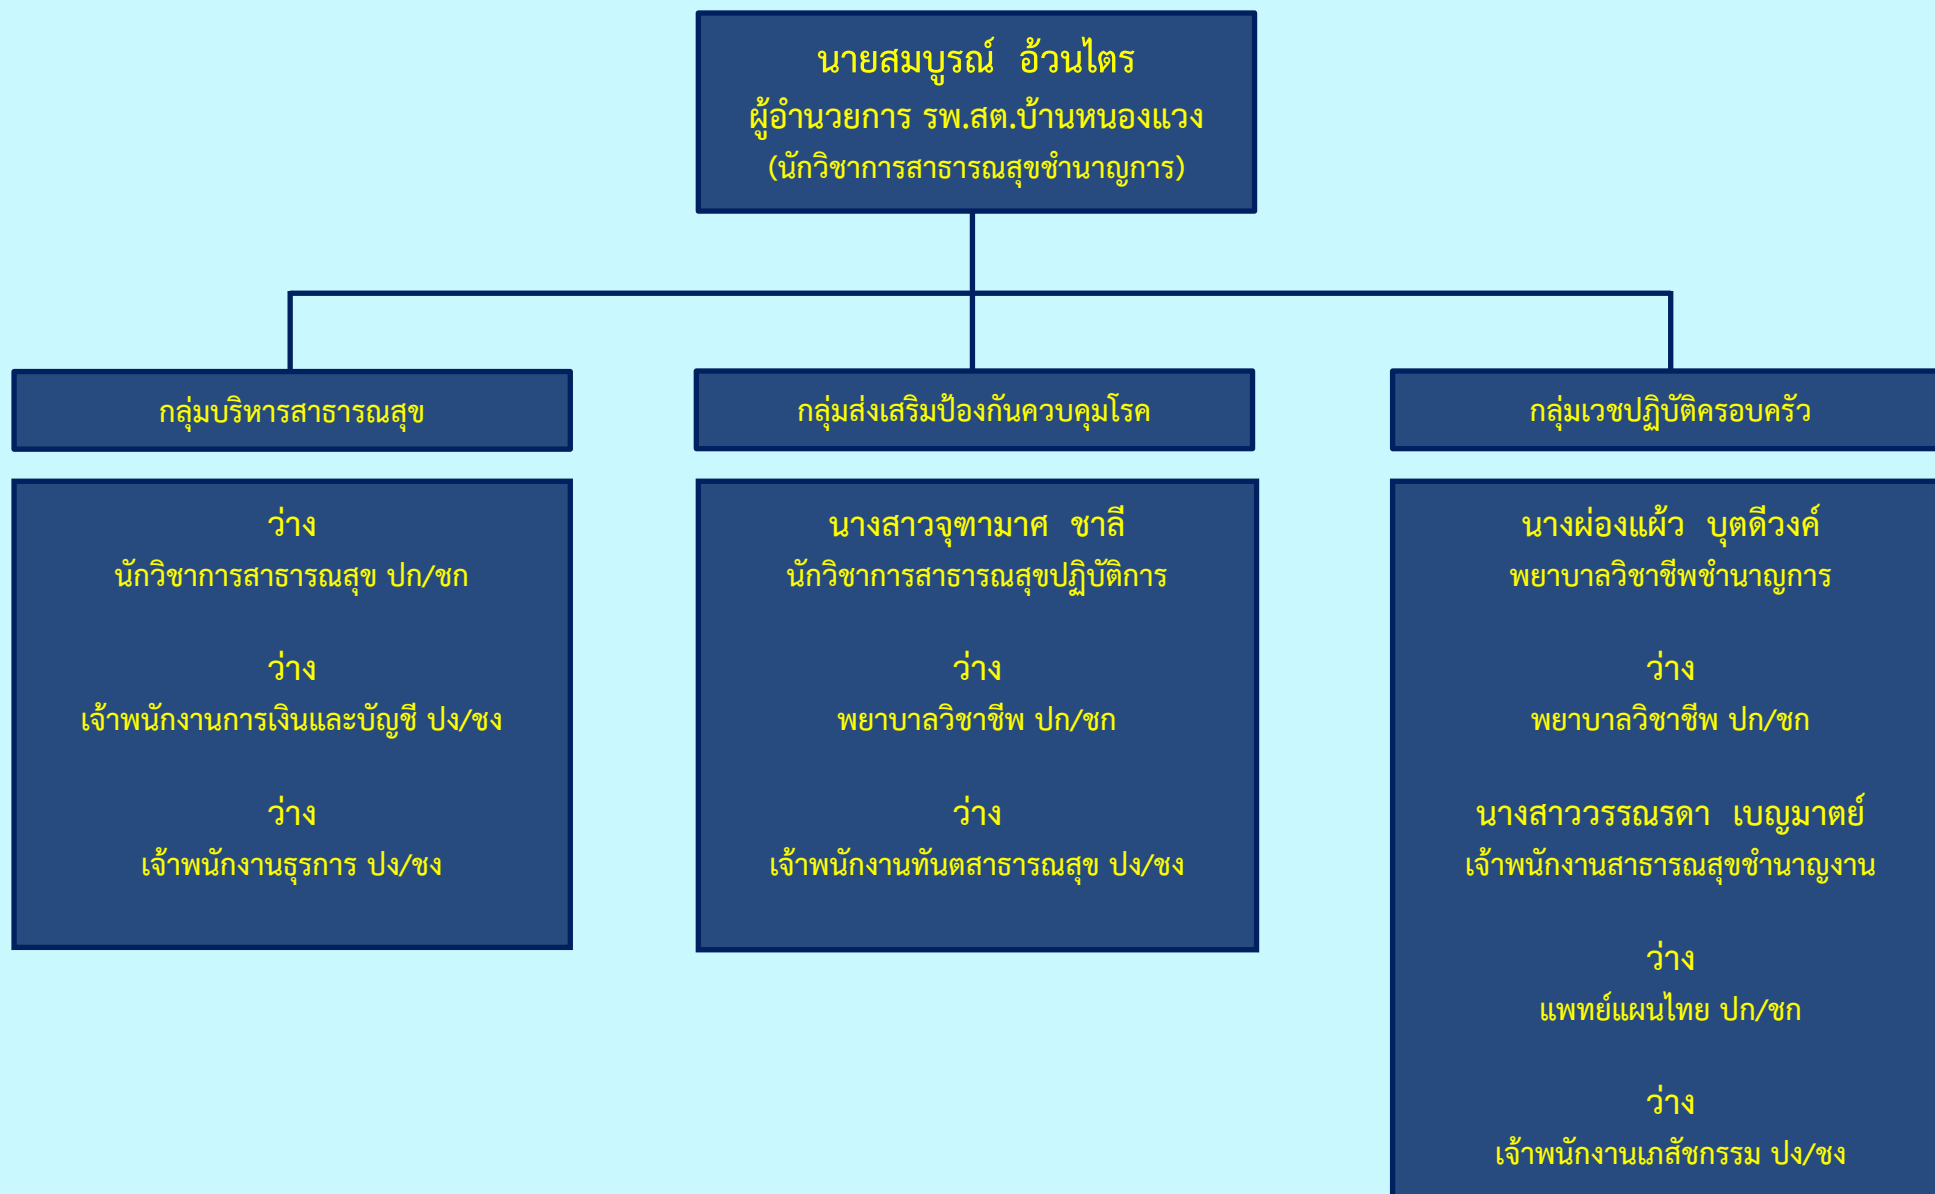 นายสมบูรณ์ อ้วนไตร
ผู้อำนวยการ รพ.สต.บ้านหนองแวง
(นักวิชาการสาธารณสุขชำนาญการ)
กลุ่มบริหารสาธารณสุข
ว่าง
นักวิชาการสาธารณสุข ปก/ชก
ว่าง
เจ้าพนักงานการเงินและบัญชี ปง/ชง
ว่าง
เจ้าพนักงานธุรการ ปง/ชง
กลุ่มส่งเสริมป้องกันควบคุมโรค
นางสาวจุฑามาศ ชาลี
นักวิชาการสาธารณสุขปฏิบัติการ
ว่าง
พยาบาลวิชาชีพ ปก/ชก
ว่าง
เจ้าพนักงานทันตสาธารณสุข ปง/ชง
กลุ่มเวชปฏิบัติครอบครัว
นางผ่องแผ้ว บุตดีวงค์
พยาบาลวิชาชีพชำนาญการ
ว่าง
พยาบาลวิชาชีพ ปก/ชก
นางสาววรรณรดา เบญมาตย์
เจ้าพนักงานสาธารณสุขชำนาญงาน
ว่าง
แพทย์แผนไทย ปก/ชก
ว่าง
เจ้าพนักงานเภสัชกรรม ปง/ชง